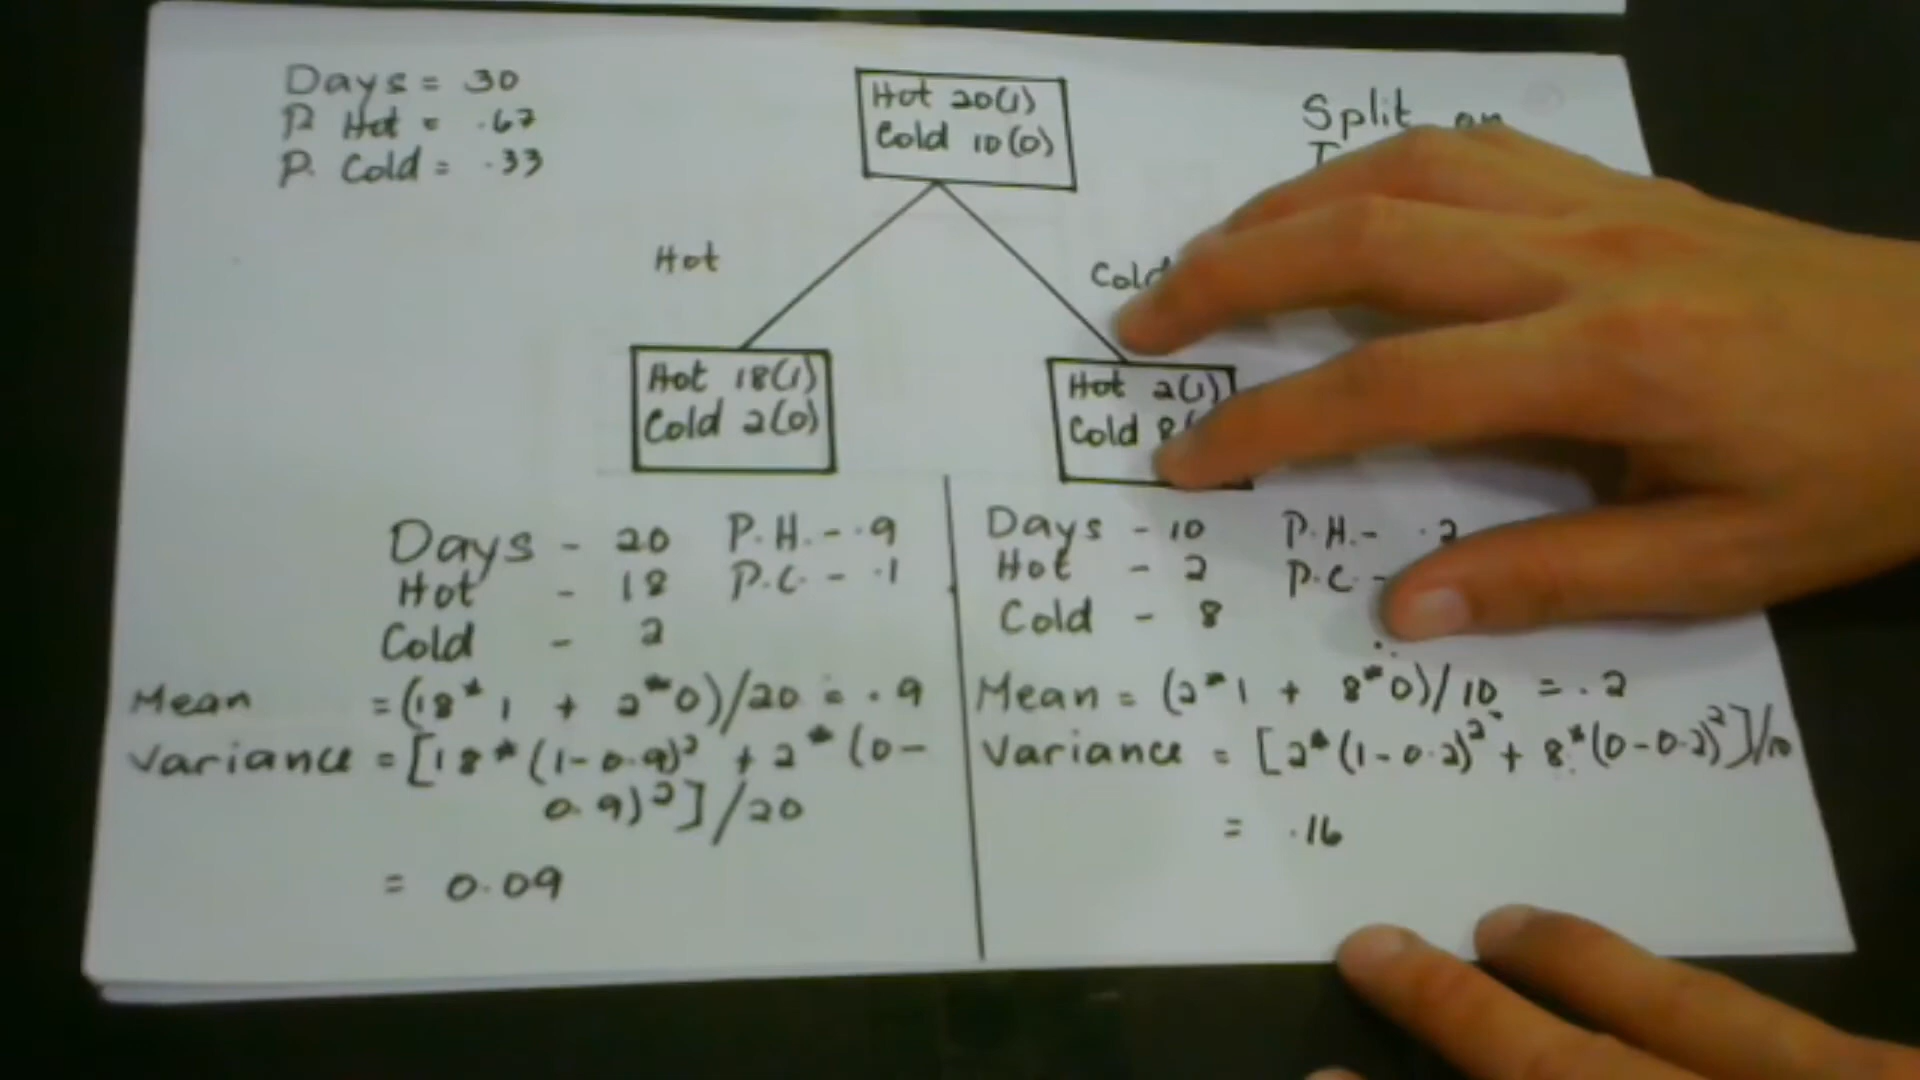 Days = 30
P Hot = .67
P. Cold = .33
Hot 20(1)
Cold 10(0)
Split on
Hot
Cold
Hot 18(1)
Cold 2(0)
Hot 2(1)
Cold 8(
Days - 20 P.H. - .9
Hot - 18 P.C. - .1
Cold - 2
Mean = (18*1 + 2*0)/20 = .9
Variance = [18*(1-0.9)² + 2*(0-
0.9)²]/20
= 0.09
Days - 10 P.H. - .2
Hot - 2 P.C. -
Cold - 8
Mean = (2*1 + 8*0)/10 = .2
Variance = [2*(1-0.2)² + 8*(0-0.2)²]/10
= .16